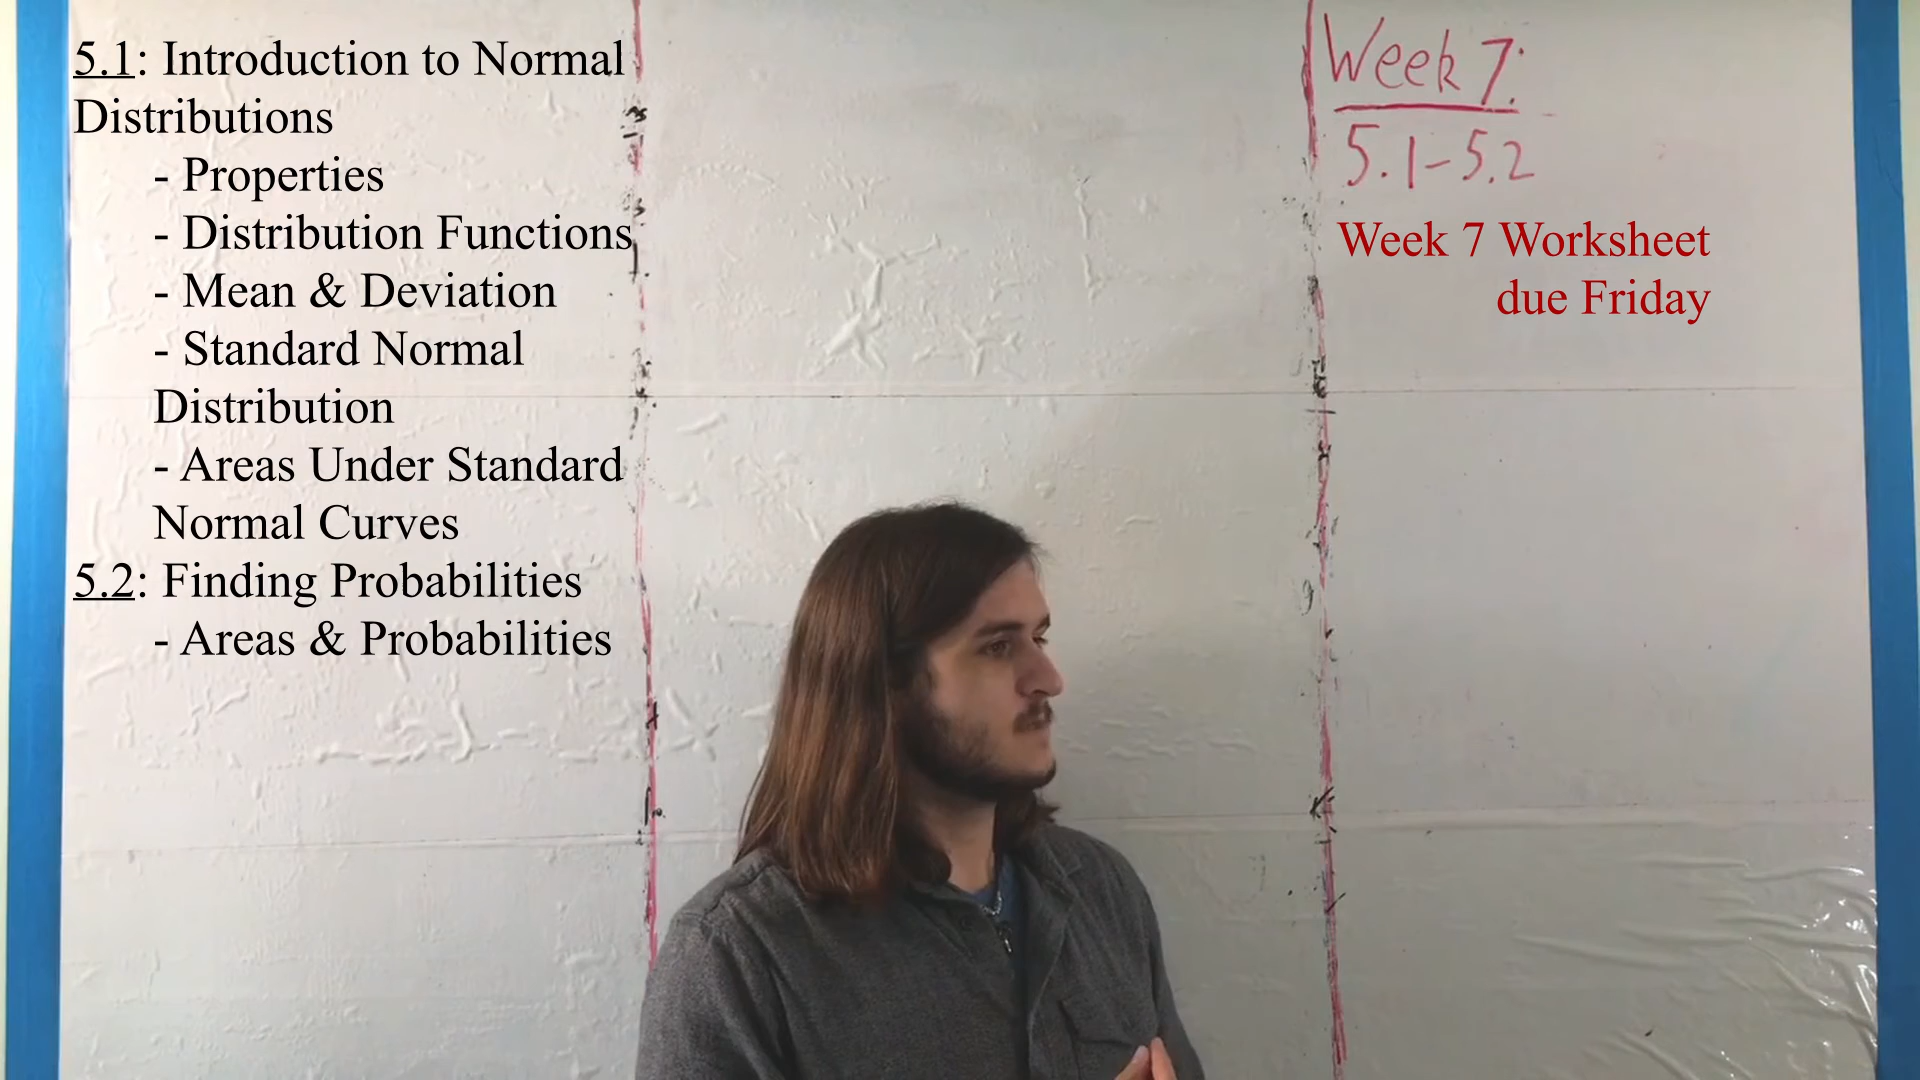 5.1: Introduction to Normal
Distributions
- Properties
- Distribution Functions
- Mean & Deviation
- Standard Normal
Distribution
- Areas Under Standard
Normal Curves
5.2: Finding Probabilities
- Areas & Probabilities
Week 7:
5.1-5.2
Week 7 Worksheet
due Friday